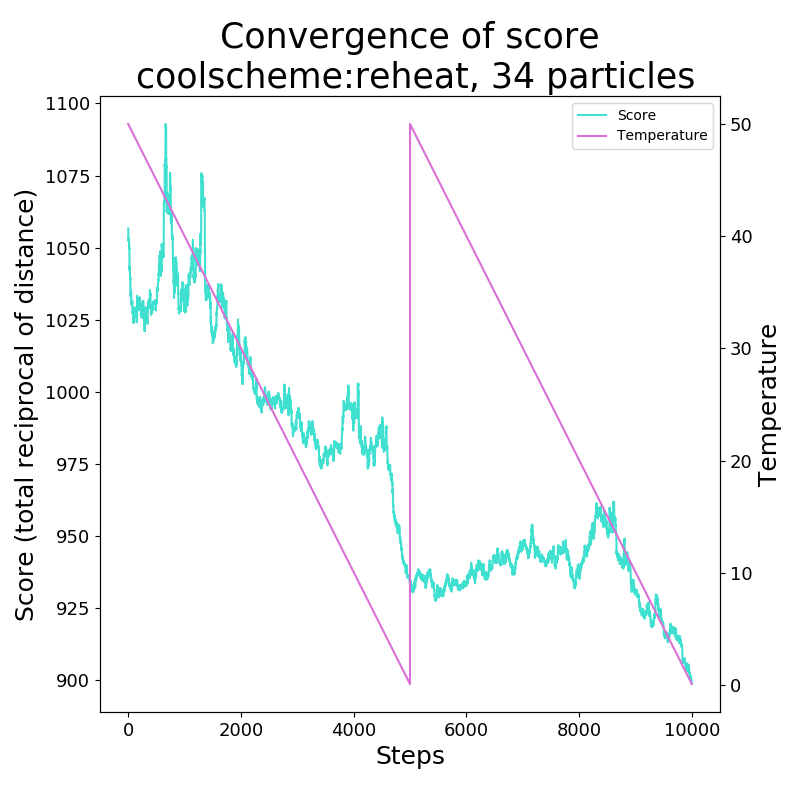 Convergence of score
coolscheme:reheat, 34 particles
Score (total reciprocal of distance)
1100
1075
1050
1025
1000
975
950
925
900
Score
Temperature
50
40
30
20
10
0
Temperature
0 2000 4000 6000 8000 10000
Steps